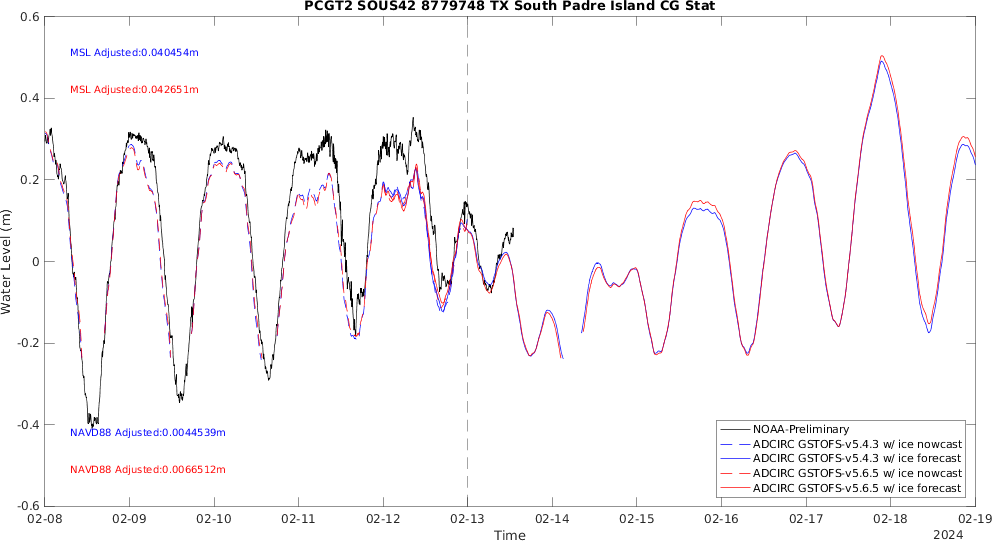 PCGT2 SOUS42 8779748 TX South Padre Island CG Stat
0.6
0.4
0.2
0
-0.2
-0.4
-0.6
Water Level (m)
MSL Adjusted:0.040454m
MSL Adjusted:0.042651m
NAVD88 Adjusted:0.0044539m
NAVD88 Adjusted:0.0066512m
NOAA-Preliminary
ADCIRC GSTOFS-v5.4.3 w/ ice nowcast
ADCIRC GSTOFS-v5.4.3 w/ ice forecast
ADCIRC GSTOFS-v5.6.5 w/ ice nowcast
ADCIRC GSTOFS-v5.6.5 w/ ice forecast
02-08 02-09 02-10 02-11 02-12 02-13 02-14 02-15 02-16 02-17 02-18 02-19
Time
2024